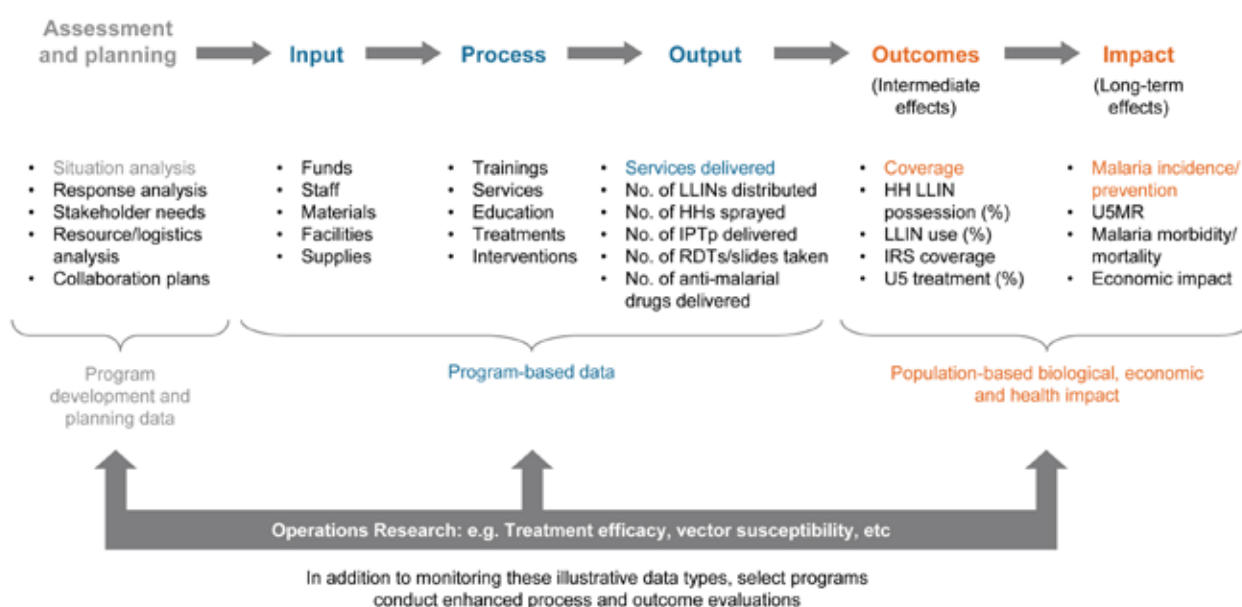 Assessment
and planning
Input
Process
Output
Outcomes
(Intermediate
effects)
Impact
(Long-term
effects)
• Situation analysis
• Response analysis
• Stakeholder needs
• Resource/logistics
analysis
• Collaboration plans
• Funds
• Staff
• Materials
• Facilities
• Supplies
• Trainings
• Services
• Education
• Treatments
• Interventions
• Services delivered
• No. of LLINs distributed
• No. of HHs sprayed
• No. of IPTp delivered
• No. of RDTs/slides taken
• No. of anti-malarial
drugs delivered
• Coverage
• HH LLIN
possession (%)
• LLIN use (%)
• IRS coverage
• U5 treatment (%)
• Malaria incidence/
prevention
• U5MR
• Malaria morbidity/
mortality
• Economic impact
Program
development and
planning data
Program-based data
Population-based biological, economic
and health impact
Operations Research: e.g. Treatment efficacy, vector susceptibility, etc
In addition to monitoring these illustrative data types, select programs
conduct enhanced process and outcome evaluations